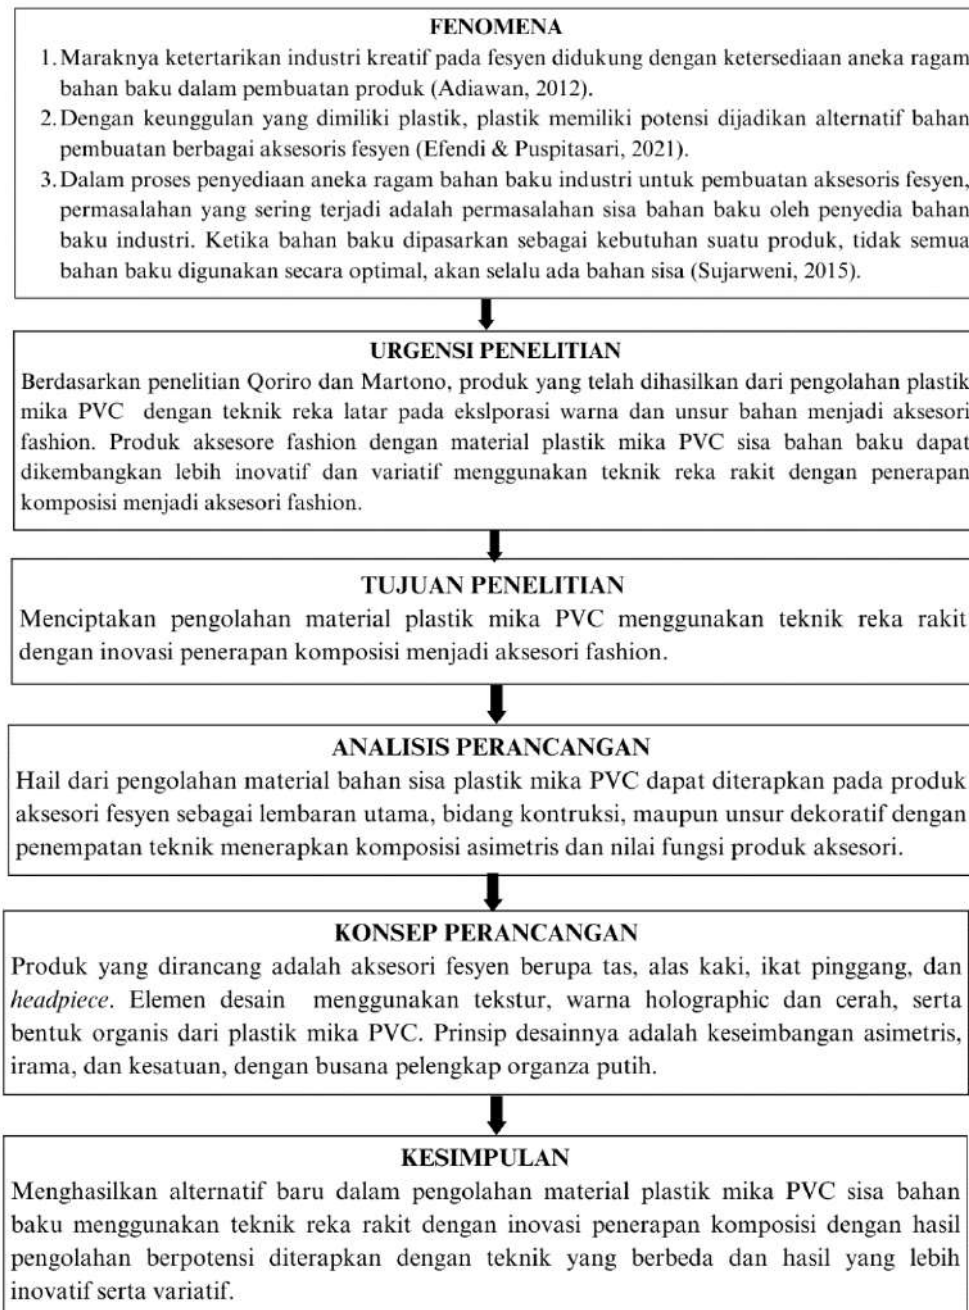 FENOMENA
1. Maraknya ketertarikan industri kreatif pada fesyen didukung dengan ketersediaan aneka ragam
bahan baku dalam pembuatan produk (Adiawan, 2012).
2. Dengan keunggulan yang dimiliki plastik, plastik memiliki potensi dijadikan alternatif bahan
pembuatan berbagai aksesoris fesyen (Efendi & Puspitasari, 2021).
3. Dalam proses penyediaan aneka ragam bahan baku industri untuk pembuatan aksesoris fesyen,
permasalahan yang sering terjadi adalah permasalahan sisa bahan baku oleh penyedia bahan
baku industri. Ketika bahan baku dipasarkan sebagai kebutuhan suatu produk, tidak semua
bahan baku digunakan secara optimal, akan selalu ada bahan sisa (Sujarweni, 2015).
URGENSI PENELITIAN
Berdasarkan penelitian Qoriro dan Martono, produk yang telah dihasilkan dari pengolahan plastik
mika PVC dengan teknik reka latar pada ekslporasi warna dan unsur bahan menjadi aksesori
fashion. Produk aksesore fashion dengan material plastik mika PVC sisa bahan baku dapat
dikembangkan lebih inovatif dan variatif menggunakan teknik reka rakit dengan penerapan
komposisi menjadi aksesori fashion.
TUJUAN PENELITIAN
Menciptakan pengolahan material plastik mika PVC menggunakan teknik reka rakit
dengan inovasi penerapan komposisi menjadi aksesori fashion.
ANALISIS PERANCANGAN
Hail dari pengolahan material bahan sisa plastik mika PVC dapat diterapkan pada produk
aksesori fesyen sebagai lembaran utama, bidang kontruksi, maupun unsur dekoratif dengan
penempatan teknik menerapkan komposisi asimetris dan nilai fungsi produk aksesori.
KONSEP PERANCANGAN
Produk yang dirancang adalah aksesori fesyen berupa tas, alas kaki, ikat pinggang, dan
headpiece. Elemen desain menggunakan tekstur, warna holographic dan cerah, serta
bentuk organis dari plastik mika PVC. Prinsip desainnya adalah keseimbangan asimetris,
irama, dan kesatuan, dengan busana pelengkap organza putih.
KESIMPULAN
Menghasilkan alternatif baru dalam pengolahan material plastik mika PVC sisa bahan
baku menggunakan teknik reka rakit dengan inovasi penerapan komposisi dengan hasil
pengolahan berpotensi diterapkan dengan teknik yang berbeda dan hasil yang lebih
inovatif serta variatif.